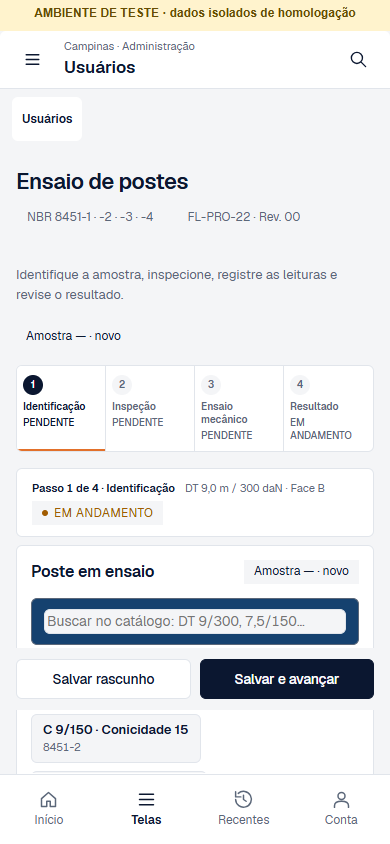 AMBIENTE DE TESTE · dados isolados de homologação
Campinas · Administração
Usuários
Usuários
Ensaio de postes
NBR 8451-1 · -2 · -3 · -4
FL-PRO-22 · Rev. 00
Identifique a amostra, inspecione, registre as leituras e
revise o resultado.
Amostra — · novo
1
Identificação
PENDENTE
2
Inspeção
PENDENTE
3
Ensaio
mecânico
PENDENTE
4
Resultado
EM
ANDAMENTO
Passo 1 de 4 · Identificação DT 9,0 m / 300 daN · Face B
EM ANDAMENTO
Poste em ensaio
Amostra — · novo
Buscar no catálogo: DT 9/300, 7,5/150...
Salvar rascunho
Salvar e avançar
C 9/150 · Conicidade 15
8451-2
Início
Telas
Recentes
Conta